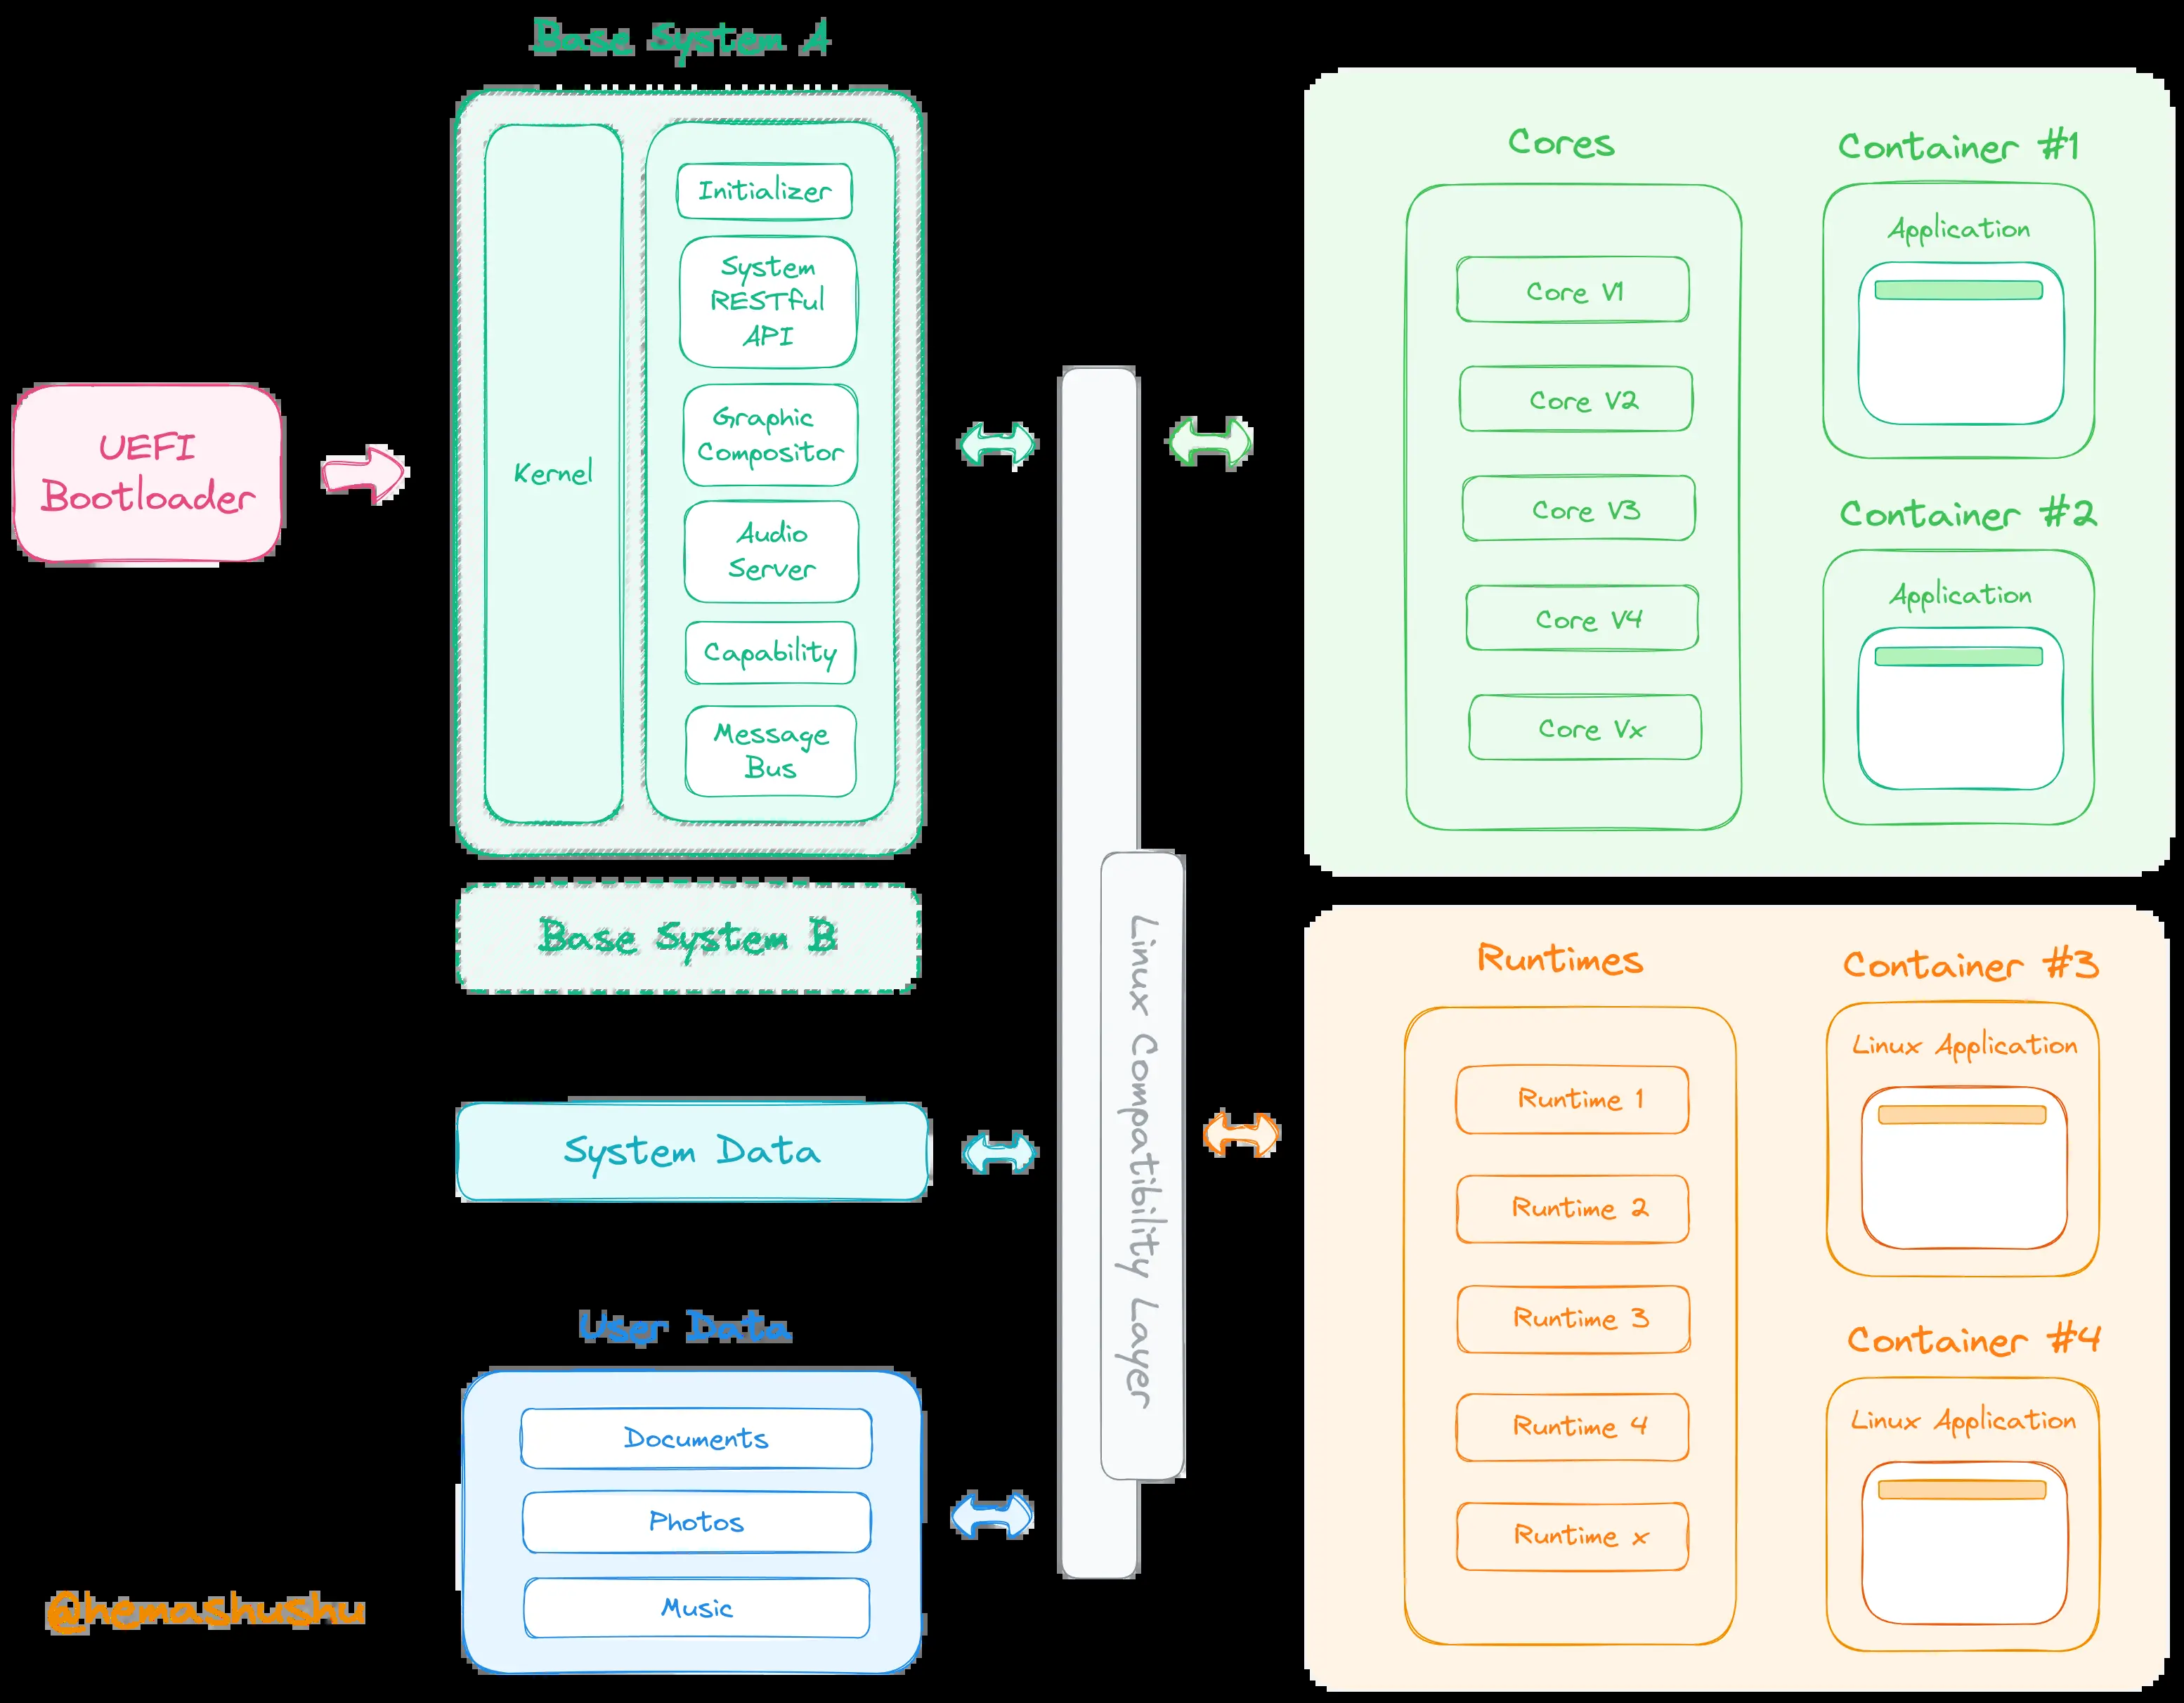 Base System A
UEFI
Bootloader
Kernel
Initializer
System
RESTful
API
Graphic
Compositor
Audio
Server
Capability
Message
Bus
Base System B
System Data
User Data
Documents
Photos
Music
@hemashushu
Linux Compatibility Layer
Cores
Core V1
Core V2
Core V3
Core V4
Core Vx
Container #1
Application
Container #2
Application
Runtimes
Runtime 1
Runtime 2
Runtime 3
Runtime 4
Runtime x
Container #3
Linux Application
Container #4
Linux Application